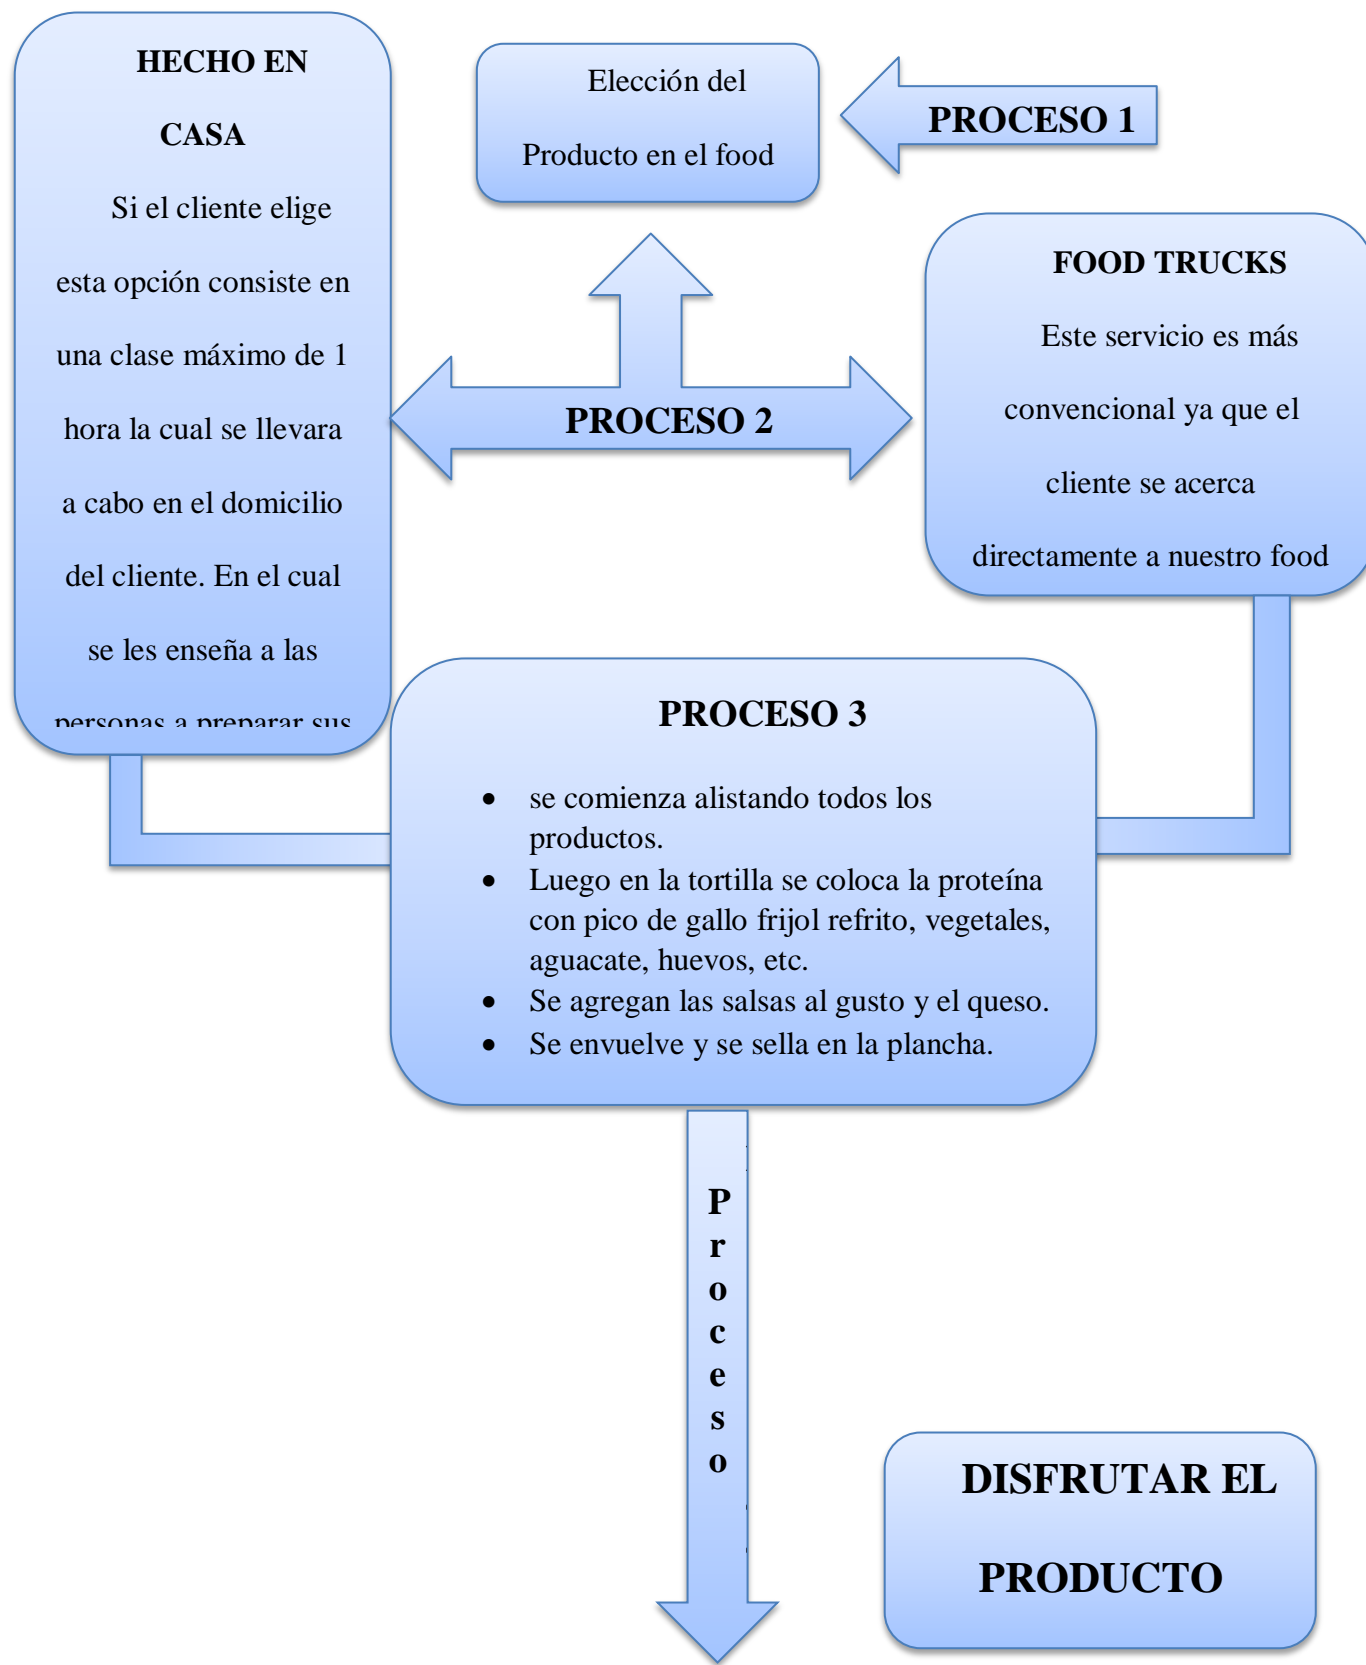 HECHO EN
CASA
Si el cliente elige
esta opción consiste en
una clase máximo de 1
hora la cual se llevara
a cabo en el domicilio
del cliente. En el cual
se les enseña a las
personas a preparar sus
Elección del
Producto en el food
PROCESO 1
PROCESO 2
FOOD TRUCKS
Este servicio es más
convencional ya que el
cliente se acerca
directamente a nuestro food
PROCESO 3
• se comienza alistando todos los
productos.
• Luego en la tortilla se coloca la proteína
con pico de gallo frijol refrito, vegetales,
aguacate, huevos, etc.
• Se agregan las salsas al gusto y el queso.
• Se envuelve y se sella en la plancha.
P
r
o
c
e
s
o
DISFRUTAR EL
PRODUCTO